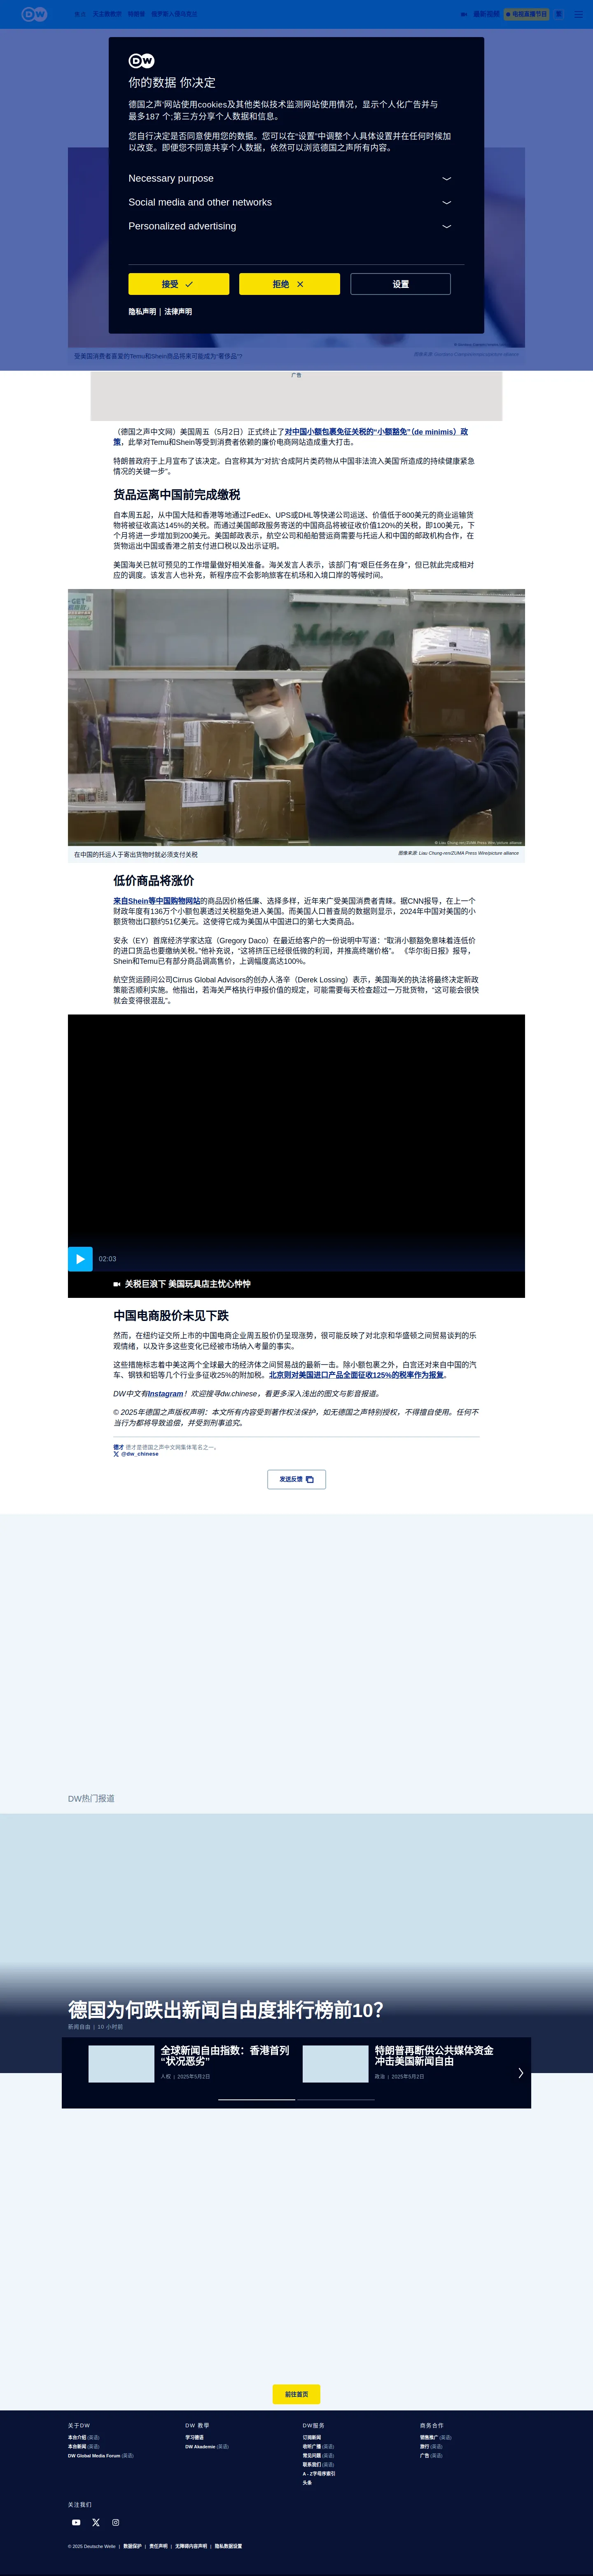 DW
最新视频
电视直播节目
繁
DW
你的数据 你决定
德国之声'网站使用cookies及其他类似技术监测网站使用情况，显示个人化广告并与
最多187 个;第三方分享个人数据和信息。
您自行决定是否同意使用您的数据。您可以在“设置”中调整个人具体设置并在任何时候加
以改变。即便您不同意共享个人数据，依然可以浏览德国之声所有内容。
Necessary purpose
Social media and other networks
Personalized advertising
接受
拒绝
设置
隐私声明 | 法律声明
受美国消费者喜爱的Temu和Shein商品将来可能成为“奢侈品”?
广告
（德国之声中文网）美国周五（5月2日）正式终止了对中国小额包裹免征关税的“小额豁免”（de minimis）政
策，此举对Temu和Shein等受到消费者依赖的廉价电商网站造成重大打击。
特朗普政府于上月宣布了该决定。白宫称其为“对抗‘合成阿片类药物从中国非法流入美国’所造成的持续健康紧急
情况的关键一步”。
货品运离中国前完成缴税
自本周五起，从中国大陆和香港等地通过FedEx、UPS或DHL等快递公司运送、价值低于800美元的商业运输货
物将被征收高达145%的关税。而通过美国邮政服务寄送的中国商品将被征收价值120%的关税，即100美元，下
个月将进一步增加到200美元。美国邮政表示，航空公司和船舶营运商需要与托运人和中国的邮政机构合作，在
货物运出中国或香港之前支付进口税以及出示证明。
美国海关已就可预见的工作增量做好相关准备。海关发言人表示，该部门有“艰巨任务在身”，但已就此完成相对
应的调度。该发言人也补充，新程序应不会影响旅客在机场和入境口岸的等候时间。
© Liau Chung-ren/ZUMA Press Wire/picture alliance
在中国的托运人于寄出货物时就必须支付关税
图像来源: Liau Chung-ren/ZUMA Press Wire/picture alliance
低价商品将涨价
来自Shein等中国购物网站的商品因价格低廉、选择多样，近年来广受美国消费者青睐。据CNN报导，在上一个
财政年度有136万个小额包裹透过关税豁免进入美国。而美国人口普查局的数据则显示，2024年中国对美国的小
额货物出口额约51亿美元。这使得它成为美国从中国进口的第七大类商品。
安永（EY）首席经济学家达寇（Gregory Daco）在最近给客户的一份说明中写道：“取消小额豁免意味着连低价
的进口货品也要缴纳关税。”他补充说，“这将挤压已经很低微的利润，并推高终端价格”。 《华尔街日报》报导，
Shein和Temu已有部分商品调高售价，上调幅度高达100%。
航空货运顾问公司Cirrus Global Advisors的创办人洛辛（Derek Lossing）表示，美国海关的执法将最终决定新政
策能否顺利实施。他指出，若海关严格执行申报价值的规定，可能需要每天检查超过一万批货物，“这可能会很快
就会变得很混乱”。
02:03
关税巨浪下 美国玩具店主忧心忡忡
中国电商股价未见下跌
然而，在纽约证交所上市的中国电商企业周五股价仍呈现涨势，很可能反映了对北京和华盛顿之间贸易谈判的乐
观情绪，以及许多这些变化已经被市场纳入考量的事实。
这些措施标志着中美这两个全球最大的经济体之间贸易战的最新一击。除小额包裹之外，白宫还对来自中国的汽
车、钢铁和铝等几个行业多征收25%的附加税。北京则对美国进口产品全面征收125%的税率作为报复。
DW中文有Instagram！欢迎搜寻dw.chinese，看更多深入浅出的图文与影音报道。
© 2025年德国之声版权声明：本文所有内容受到著作权法保护，如无德国之声特别授权，不得擅自使用。任何不
当行为都将导致追偿，并受到刑事追究。
德才 德才是德国之声中文网集体笔名之一。
@dw_chinese
发送反馈
DW热门报道
德国为何跌出新闻自由度排行榜前10？
新闻自由 | 10 小时前
全球新闻自由指数：香港首列
“状况恶劣”
人权 | 2025年5月2日
特朗普再断供公共媒体资金
冲击美国新闻自由
政治 | 2025年5月2日
前往首页
关于DW
本台介绍 (英语)
本台新闻 (英语)
DW Global Media Forum (英语)
DW 教学
学习德语
DW Akademie (英语)
DW服务
订阅新闻
收听广播 (英语)
常见问题 (英语)
联系我们 (英语)
A - Z字母序索引
头条
商务合作
销售推广 (英语)
旅行 (英语)
广告 (英语)
关注我们
© 2025 Deutsche Welle | 数据保护 | 责任声明 | 无障碍内容声明 | 隐私数据设置